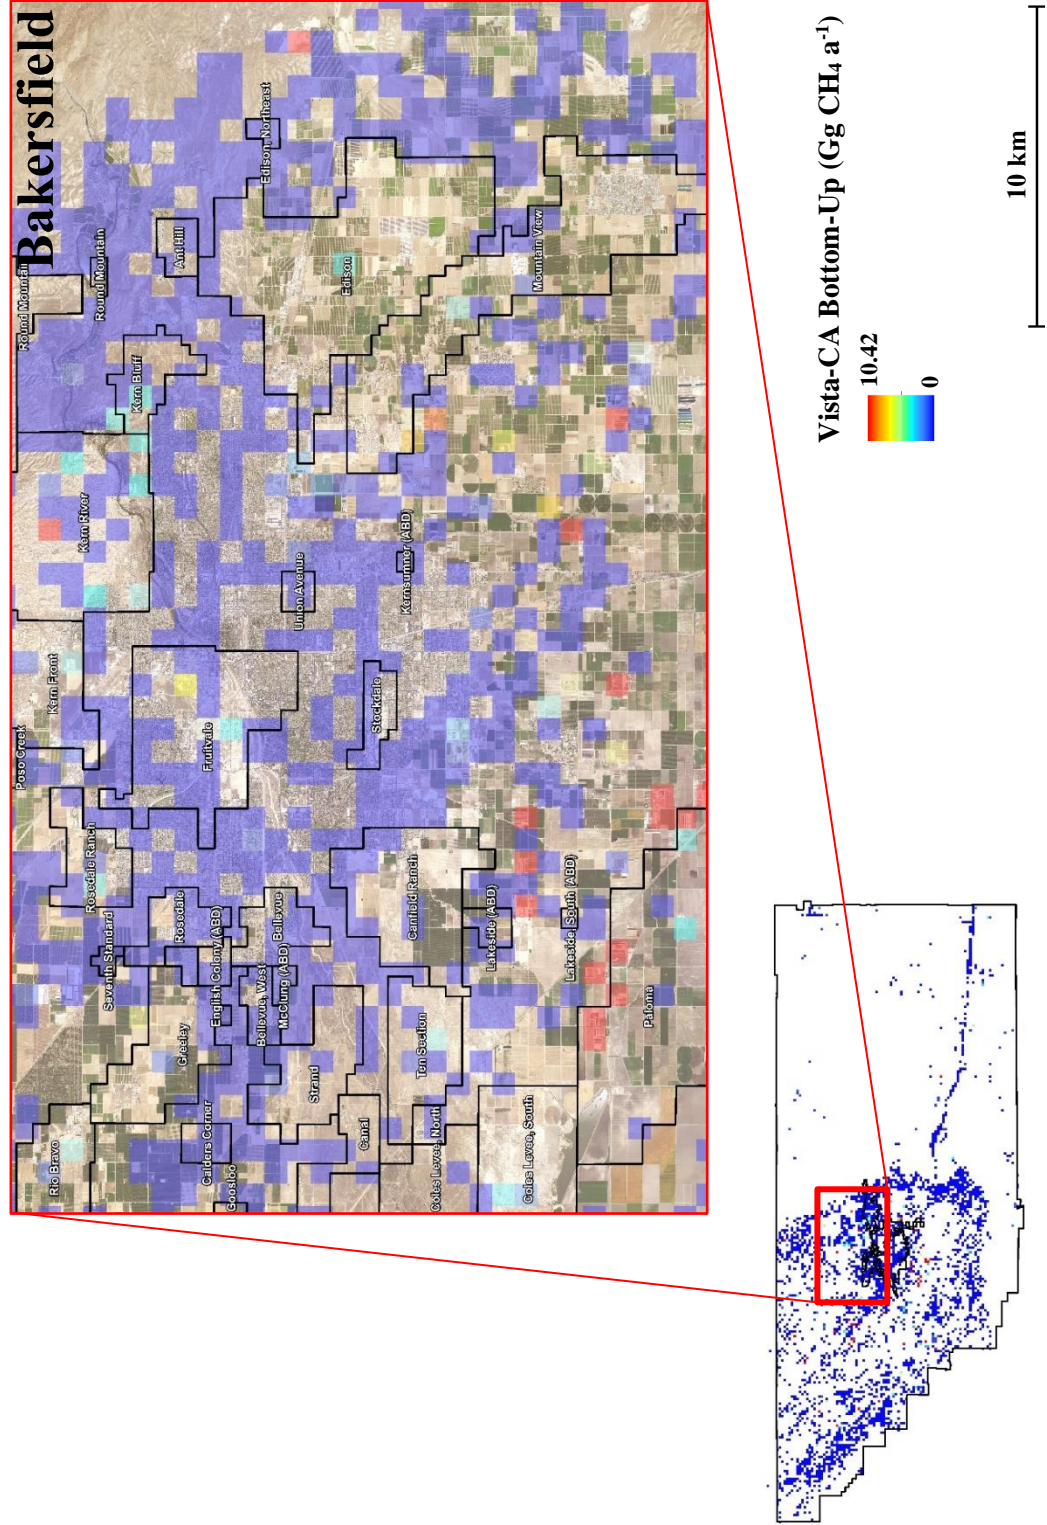 Bakersfield
Round Mountain
Round Mountain
Ant Hill
Edison, Northeast
Edison
Mountain View
Kern Bluff
Kern River
Union Avenue
Kernsumner (ABD)
Kern Front
Poso Creek
Fruitvale
Stockdale
Rosedale Ranch
Rosedale
Seventh Standard
English Colony (ABD)
Bellevue
Bellevue, West
McClung (ABD)
Greeley
Canfield Ranch
Lakeside (ABD)
Lakeside, South (ABD)
Paloma
Ten Section
Strand
Canal
Calders Corner
Goosloo
Rio Bravo
Coles Levee, North
Coles Levee, South
Vista-CA Bottom-Up (Gg CH₄ a⁻¹)
10.42
0
10 km